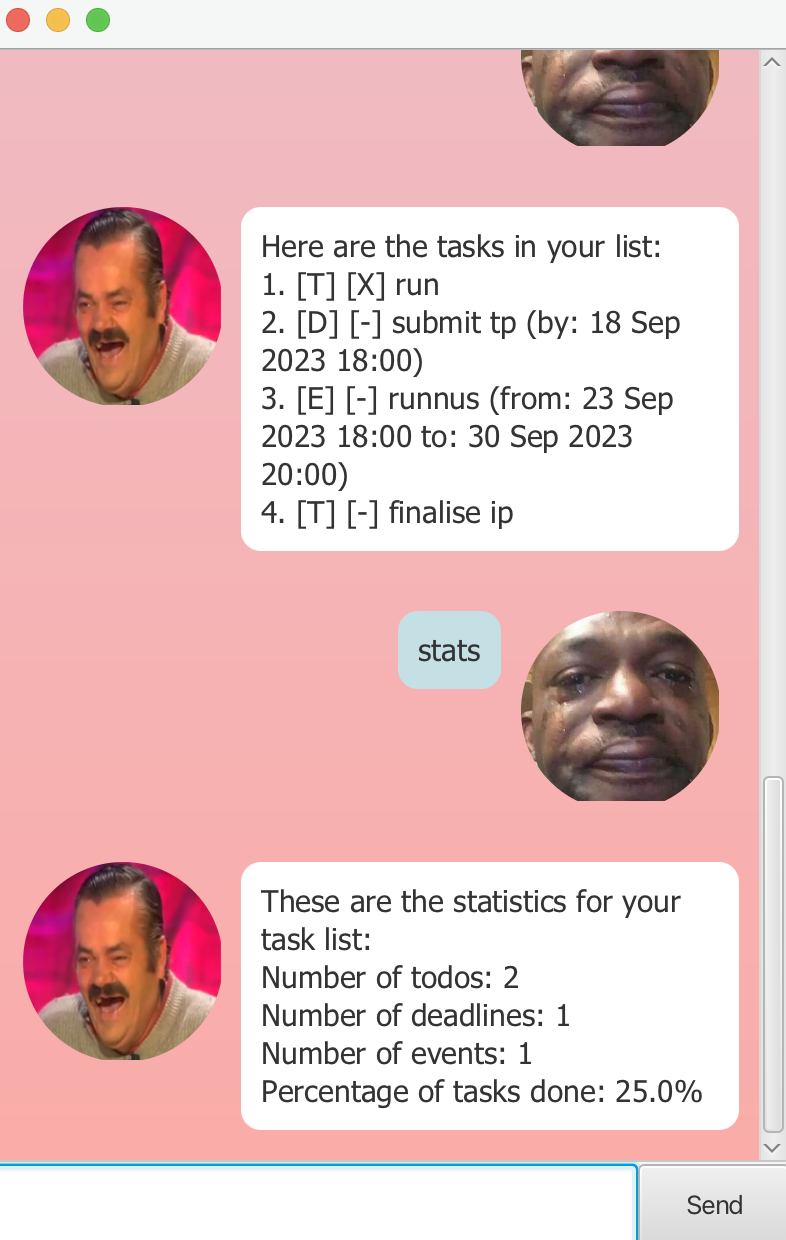 Here are the tasks in your list:
1. [T] [X] run
2. [D] [-] submit tp (by: 18 Sep
2023 18:00)
3. [E] [-] runnus (from: 23 Sep
2023 18:00 to: 30 Sep 2023
20:00)
4. [T] [-] finalise ip
stats
These are the statistics for your
task list:
Number of todos: 2
Number of deadlines: 1
Number of events: 1
Percentage of tasks done: 25.0%
Send